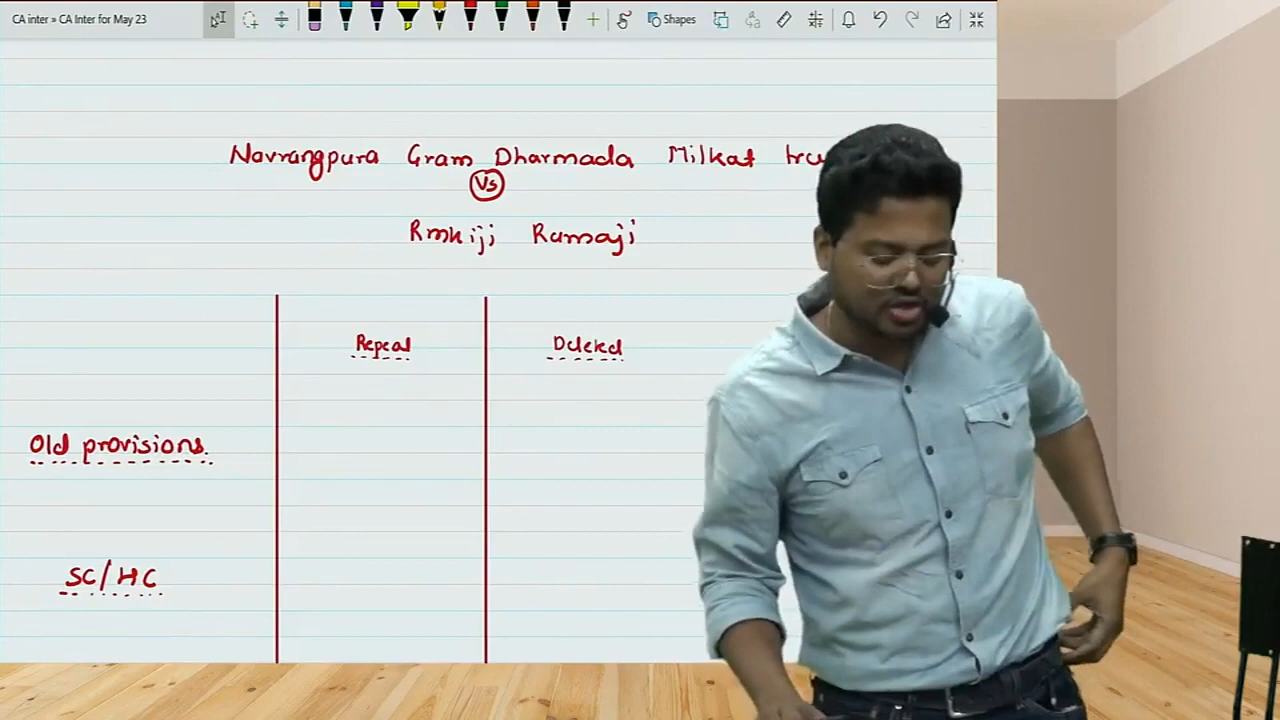 CA inter » CA Inter for May 23
Shapes
Navrangpura Gram Dharmada Milkat
Vs
Ramaji
Repeal Deleted
Old provisions.
SC/HC